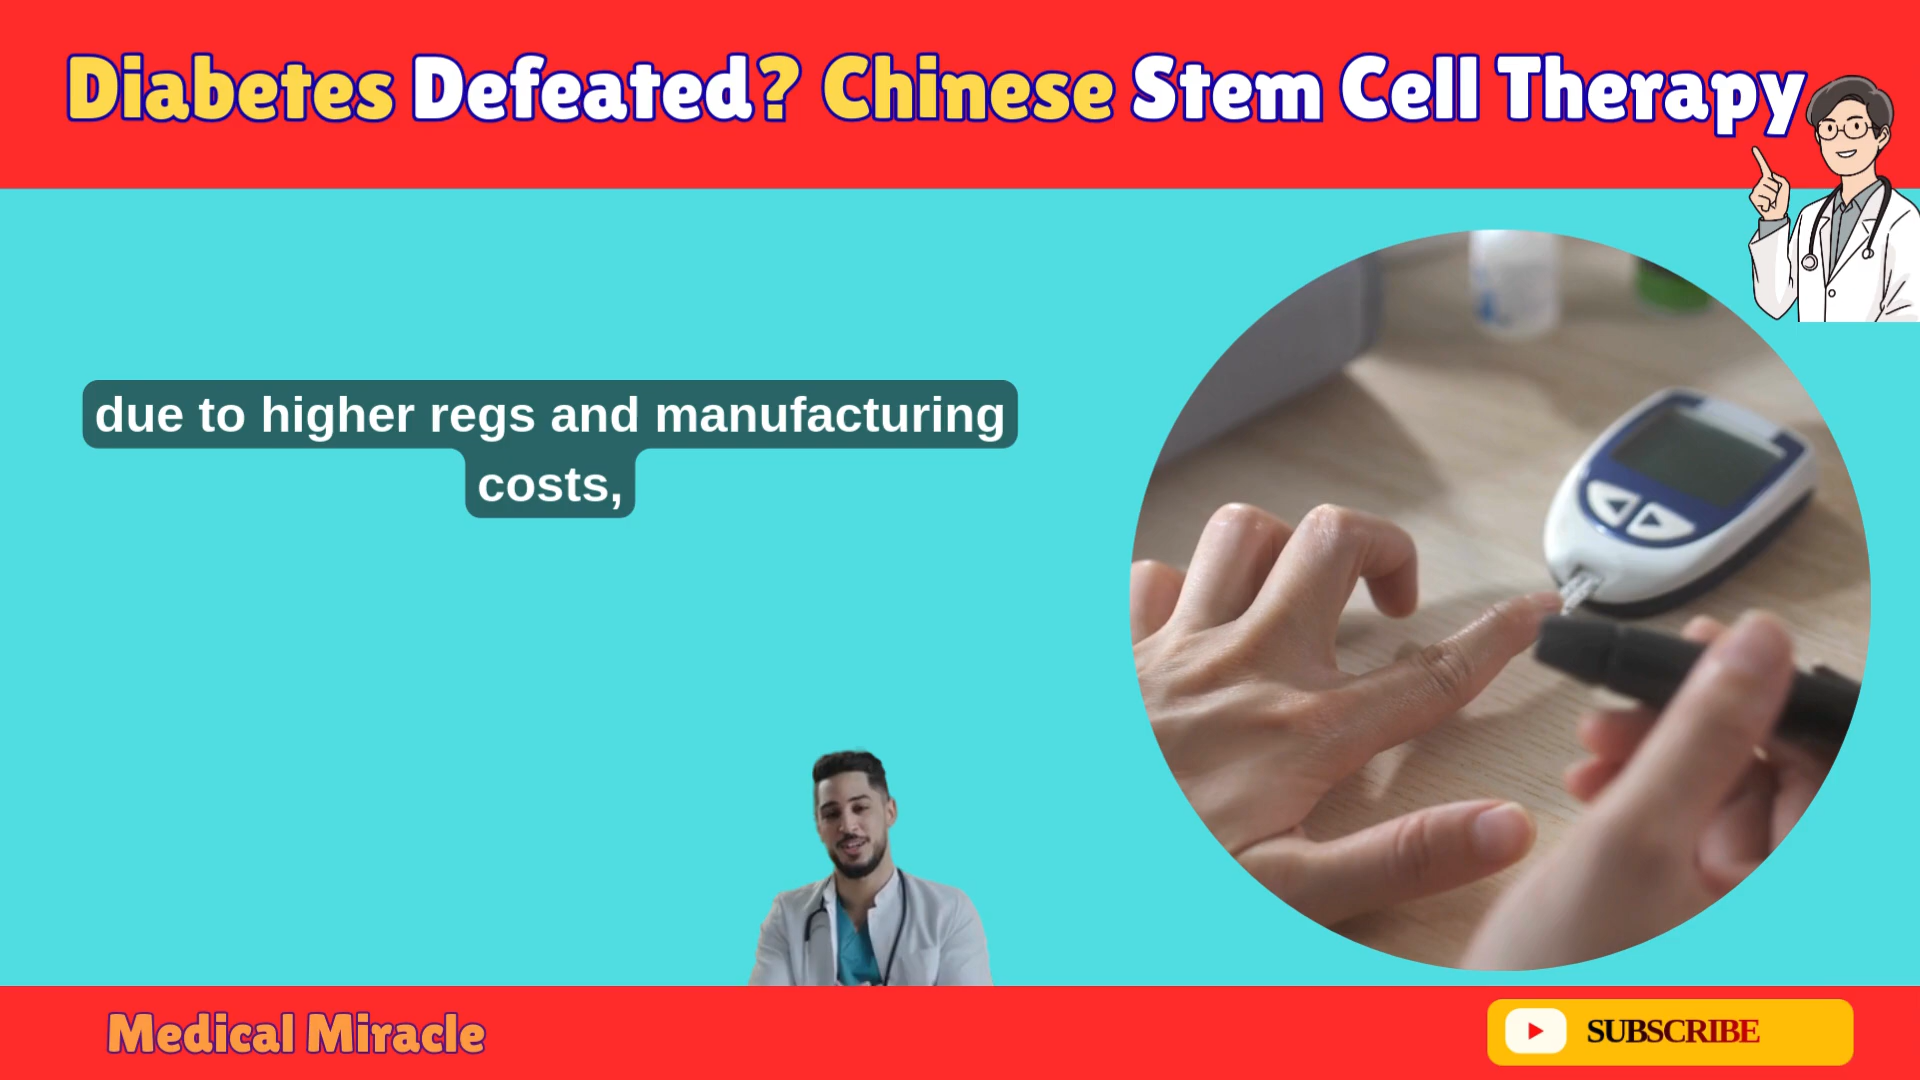 Diabetes Defeated? Chinese Stem Cell Therapy
due to higher regs and manufacturing
costs,
Medical Miracle
SUBSCRIBE